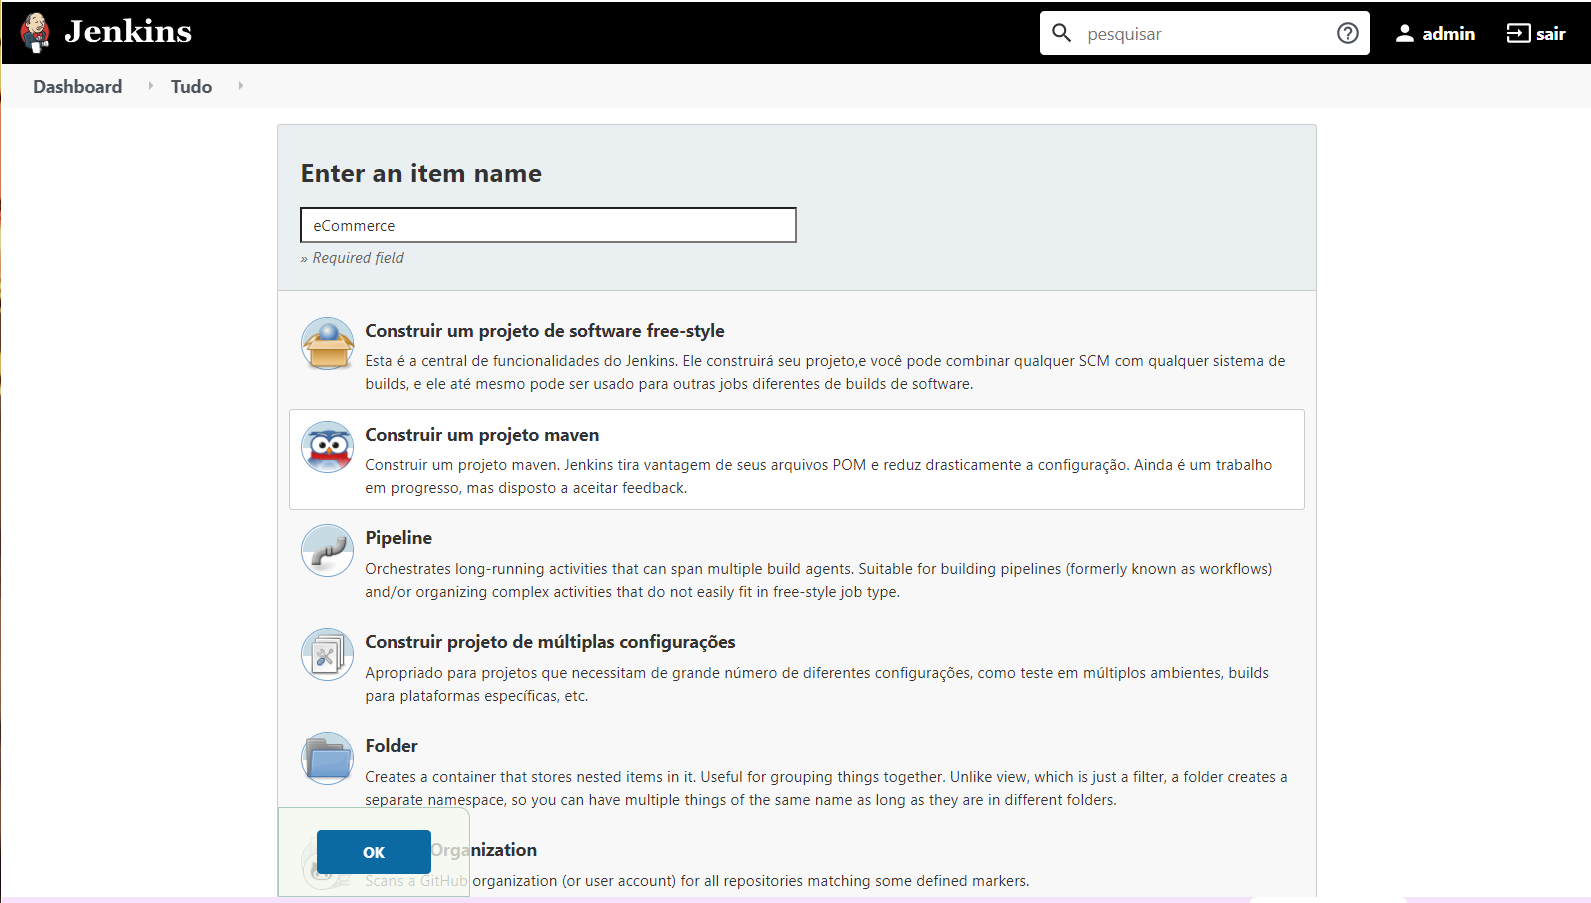 Jenkins
pesquisar
admin
sair
Dashboard
Tudo
Enter an item name
eCommerce
» Required field
Construir um projeto de software free-style
Esta é a central de funcionalidades do Jenkins. Ele construirá seu projeto,e você pode combinar qualquer SCM com qualquer sistema de
builds, e ele até mesmo pode ser usado para outras jobs diferentes de builds de software.
Construir um projeto maven
Construir um projeto maven. Jenkins tira vantagem de seus arquivos POM e reduz drasticamente a configuração. Ainda é um trabalho
em progresso, mas disposto a aceitar feedback.
Pipeline
Orchestrates long-running activities that can span multiple build agents. Suitable for building pipelines (formerly known as workflows)
and/or organizing complex activities that do not easily fit in free-style job type.
Construir projeto de múltiplas configurações
Apropriado para projetos que necessitam de grande número de diferentes configurações, como teste em múltiplos ambientes, builds
para plataformas específicas, etc.
Folder
Creates a container that stores nested items in it. Useful for grouping things together. Unlike view, which is just a filter, a folder creates a
separate namespace, so you can have multiple things of the same name as long as they are in different folders.
OK
Organization
Scans a GitHub organization (or user account) for all repositories matching some defined markers.